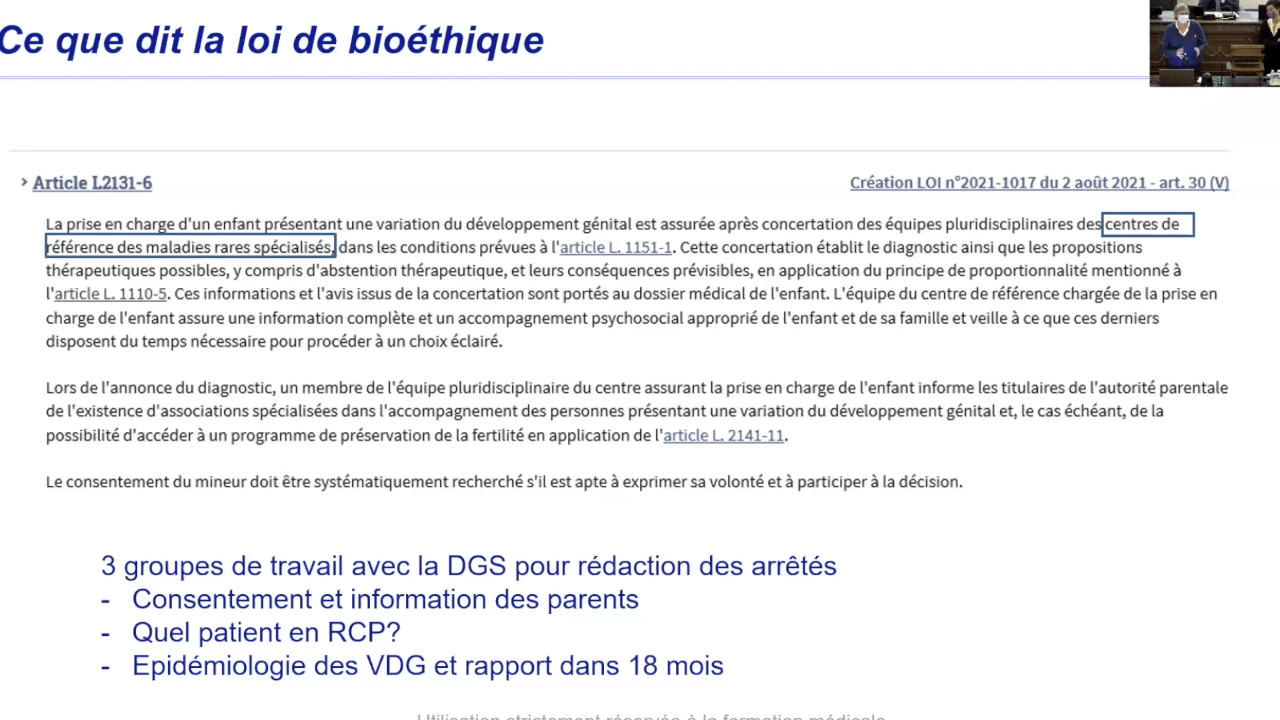 Ce que dit la loi de bioéthique
› Article L2131-6
Création LOI n°2021-1017 du 2 août 2021 - art. 30 (V)
La prise en charge d'un enfant présentant une variation du développement génital est assurée après concertation des équipes pluridisciplinaires des centres de
référence des maladies rares spécialisés, dans les conditions prévues à l'article L. 1151-1. Cette concertation établit le diagnostic ainsi que les propositions
thérapeutiques possibles, y compris d'abstention thérapeutique, et leurs conséquences prévisibles, en application du principe de proportionnalité mentionné à
l'article L. 1110-5. Ces informations et l'avis issus de la concertation sont portés au dossier médical de l'enfant. L'équipe du centre de référence chargée de la prise en
charge de l'enfant assure une information complète et un accompagnement psychosocial approprié de l'enfant et de sa famille et veille à ce que ces derniers
disposent du temps nécessaire pour procéder à un choix éclairé.
Lors de l'annonce du diagnostic, un membre de l'équipe pluridisciplinaire du centre assurant la prise en charge de l'enfant informe les titulaires de l'autorité parentale
de l'existence d'associations spécialisées dans l'accompagnement des personnes présentant une variation du développement génital et, le cas échéant, de la
possibilité d'accéder à un programme de préservation de la fertilité en application de l'article L. 2141-11.
Le consentement du mineur doit être systématiquement recherché s'il est apte à exprimer sa volonté et à participer à la décision.
3 groupes de travail avec la DGS pour rédaction des arrêtés
- Consentement et information des parents
- Quel patient en RCP?
- Epidémiologie des VDG et rapport dans 18 mois
Utilisation strictement réservée à la formation médicale